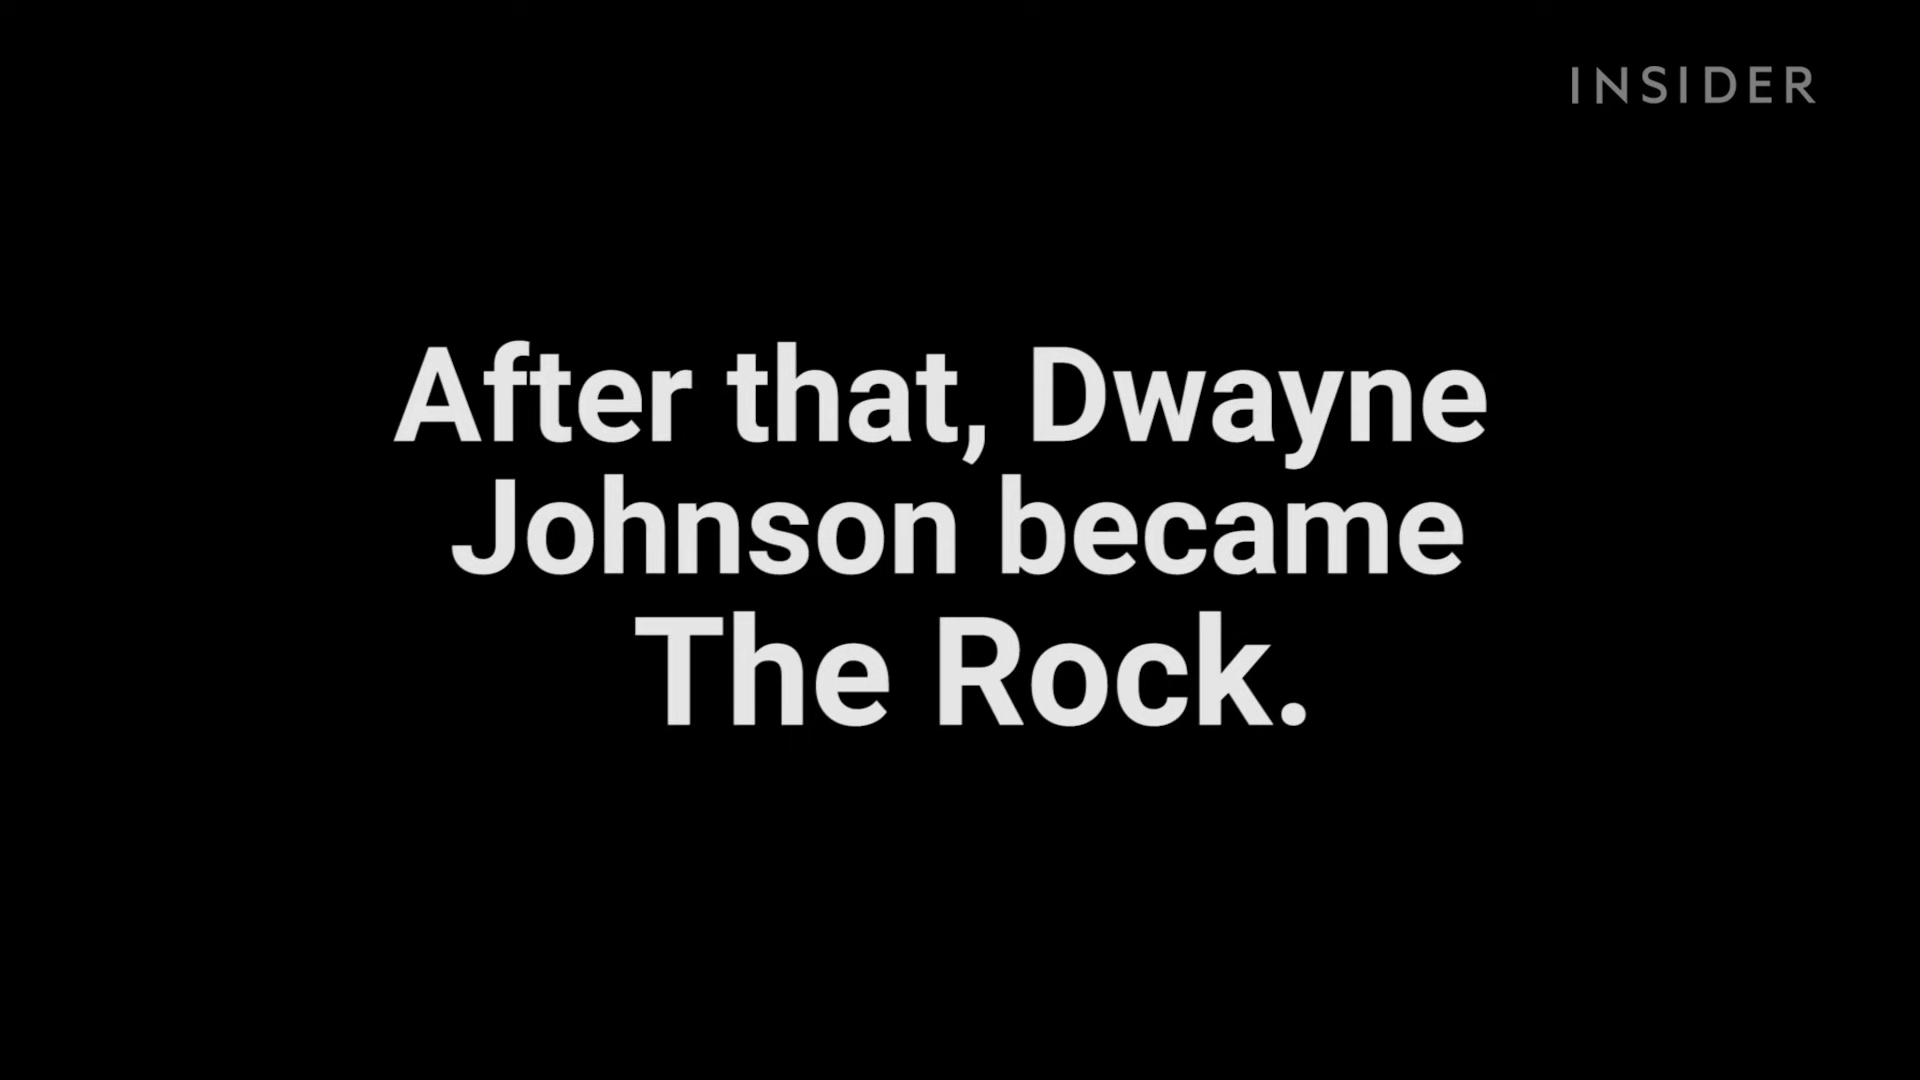 INSIDER
After that, Dwayne
Johnson became
The Rock.